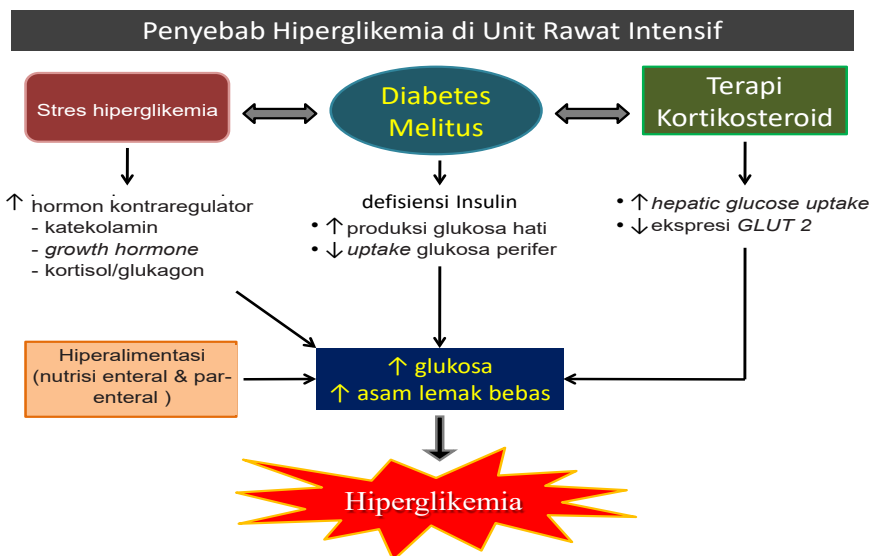 Penyebab Hiperglikemia di Unit Rawat Intensif
Stres hiperglikemia
Diabetes
Melitus
Terapi
Kortikosteroid
↑
hormon kontraregulator
- katekolamin
- growth hormone
- kortisol/glukagon
defisiensi Insulin
• ↑ produksi glukosa hati
• ↓ uptake glukosa perifer
• ↑ hepatic glucose uptake
• ↓ ekspresi GLUT 2
Hiperalimentasi
(nutrisi enteral & par-
enteral )
↑ glukosa
↑ asam lemak bebas
Hiperglikemia